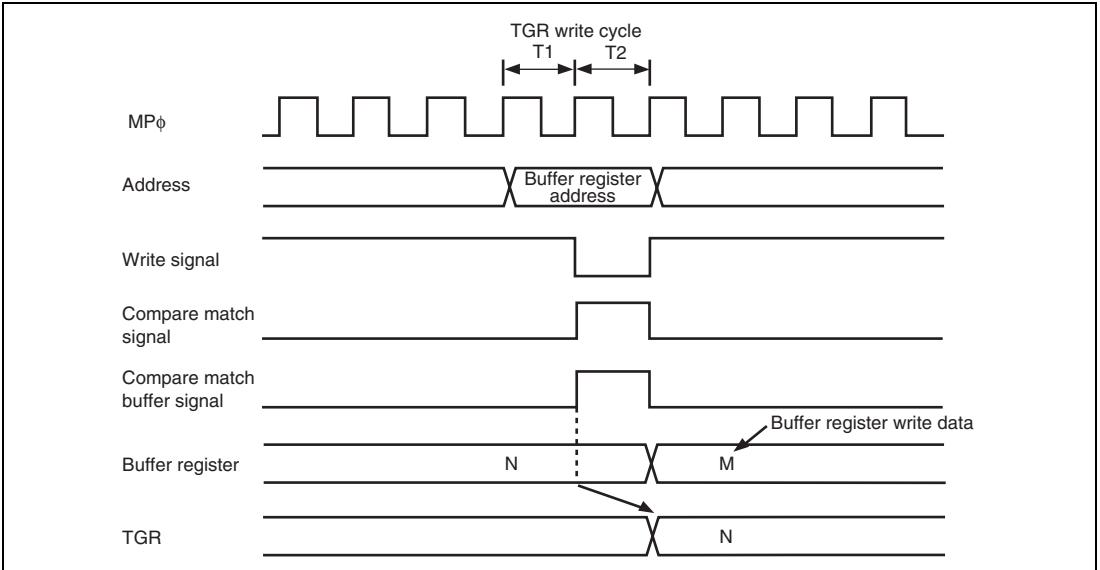 TGR write cycle
T1 T2
MPϕ
Address
Buffer register
address
Write signal
Compare match
signal
Compare match
buffer signal
Buffer register write data
Buffer register
N M
TGR
N